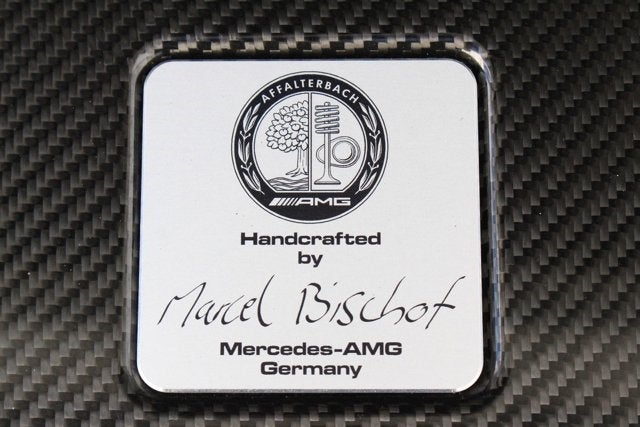 AFFALTERBACH
AMG
Handcrafted
by
Marcel Bischof
Mercedes-AMG
Germany